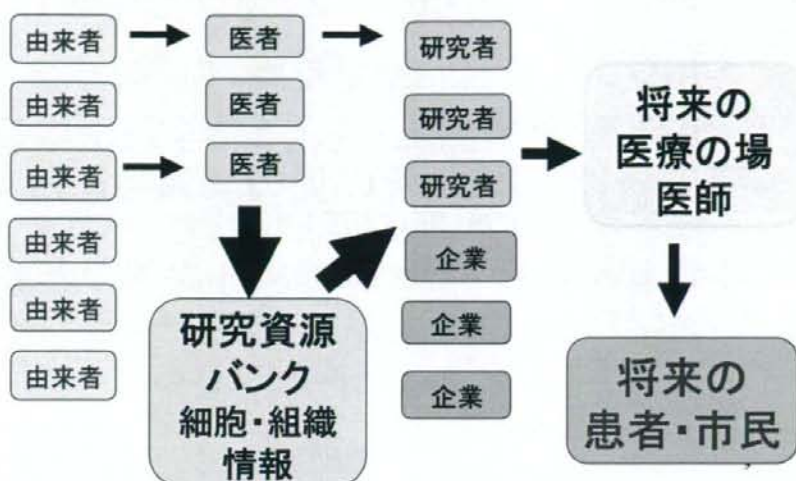 由来者
由来者
由来者
由来者
由来者
由来者
医者
医者
医者
研究資源
バンク
細胞・組織
情報
研究者
研究者
研究者
企業
企業
企業
将来の
医療の場
医師
将来の
患者・市民